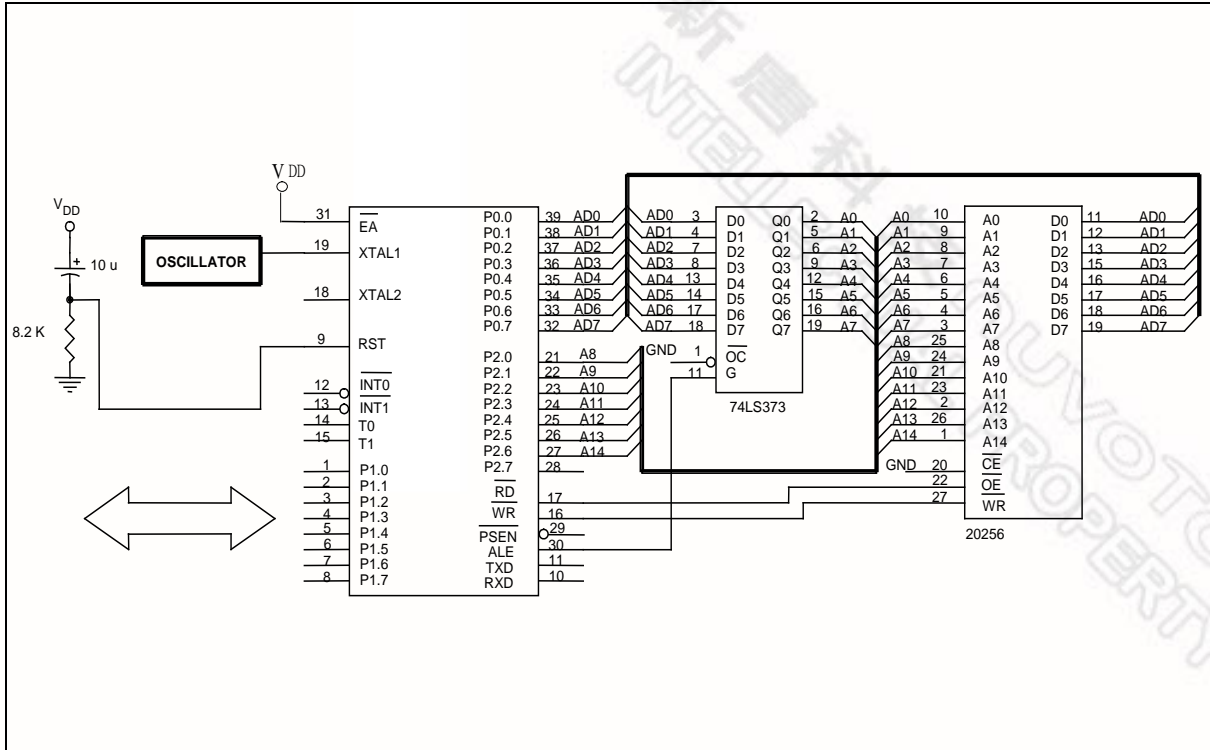 新唐科技/NUVOTO
INTELLECTUAL PROPERTY
V DD
VDD
10 u
8.2 K
OSCILLATOR
31 EA
19 XTAL1
18 XTAL2
9 RST
12 INT0
13 INT1
14 T0
15 T1
1 P1.0
2 P1.1
3 P1.2
4 P1.3
5 P1.4
6 P1.5
7 P1.6
8 P1.7
P0.0 39 AD0
P0.1 38 AD1
P0.2 37 AD2
P0.3 36 AD3
P0.4 35 AD4
P0.5 34 AD5
P0.6 33 AD6
P0.7 32 AD7
P2.0 21 A8
P2.1 22 A9
P2.2 23 A10
P2.3 24 A11
P2.4 25 A12
P2.5 26 A13
P2.6 27 A14
P2.7 28
RD 17
WR 16
PSEN 29
ALE 30
TXD 11
RXD 10
AD0 3 D0 Q0 2 A0
AD1 4 D1 Q1 5 A1
AD2 7 D2 Q2 6 A2
AD3 8 D3 Q3 9 A3
AD4 13 D4 Q4 12 A4
AD5 14 D5 Q5 15 A5
AD6 17 D6 Q6 16 A6
AD7 18 D7 Q7 19 A7
GND 1 OC
11 G
74LS373
A0 10 A0 D0 11 AD0
A1 9 A1 D1 12 AD1
A2 8 A2 D2 13 AD2
A3 7 A3 D3 15 AD3
A4 6 A4 D4 16 AD4
A5 5 A5 D5 17 AD5
A6 4 A6 D6 18 AD6
A7 3 A7 D7 19 AD7
A8 25 A8
A9 24 A9
A10 21 A10
A11 23 A11
A12 2 A12
A13 26 A13
A14 1 A14
GND 20 CE
22 OE
27 WR
20256